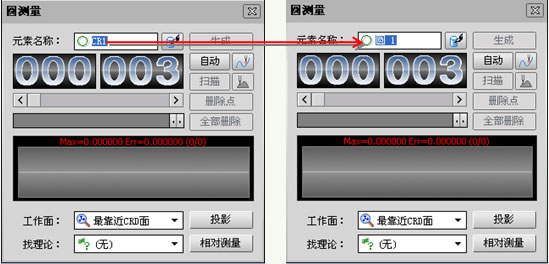 圆测量
元素名称： CR1 生成
000 003 自动
扫描
删除点
全部删除
Max=0.000000 Err=0.000000 (0/0)
工作面： 最靠近CRD面 投影
找理论： (无) 相对测量
圆测量
元素名称： 圆 1 生成
000 003 自动
扫描
删除点
全部删除
Max=0.000000 Err=0.000000 (0/0)
工作面： 最靠近CRD面 投影
找理论： (无) 相对测量